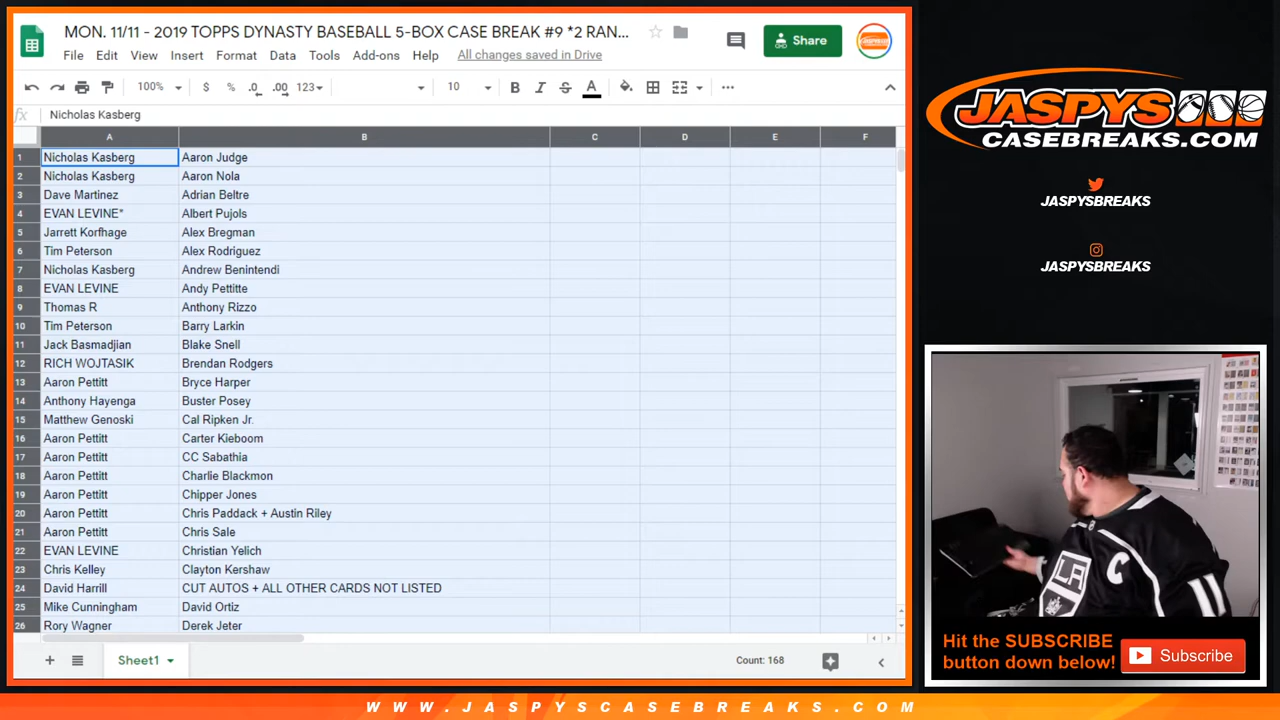 MON. 11/11 - 2019 TOPPS DYNASTY BASEBALL 5-BOX CASE BREAK #9 *2 RAN...
Share
File Edit View Insert Format Data Tools Add-ons Help All changes saved in Drive
100% $ % .0 .00 123 10 B I S A
fx Nicholas Kasberg
A B C D E F
1 Nicholas Kasberg Aaron Judge
2 Nicholas Kasberg Aaron Nola
3 Dave Martinez Adrian Beltre
4 EVAN LEVINE* Albert Pujols
5 Jarrett Korfhage Alex Bregman
6 Tim Peterson Alex Rodriguez
7 Nicholas Kasberg Andrew Benintendi
8 EVAN LEVINE Andy Pettitte
9 Thomas R Anthony Rizzo
10 Tim Peterson Barry Larkin
11 Jack Basmadjian Blake Snell
12 RICH WOJTASIK Brendan Rodgers
13 Aaron Pettitt Bryce Harper
14 Anthony Hayenga Buster Posey
15 Matthew Genoski Cal Ripken Jr.
16 Aaron Pettitt Carter Kieboom
17 Aaron Pettitt CC Sabathia
18 Aaron Pettitt Charlie Blackmon
19 Aaron Pettitt Chipper Jones
20 Aaron Pettitt Chris Paddack + Austin Riley
21 Aaron Pettitt Chris Sale
22 EVAN LEVINE Christian Yelich
23 Chris Kelley Clayton Kershaw
24 David Harrill CUT AUTOS + ALL OTHER CARDS NOT LISTED
25 Mike Cunningham David Ortiz
26 Rory Wagner Derek Jeter
Sheet1
Count: 168
JASPYS
CASEBREAKS.COM
JASPYSBREAKS
JASPYSBREAKS
LA C
Hit the SUBSCRIBE
button down below!
Subscribe
WWW.JASPYSCASEBREAKS.COM